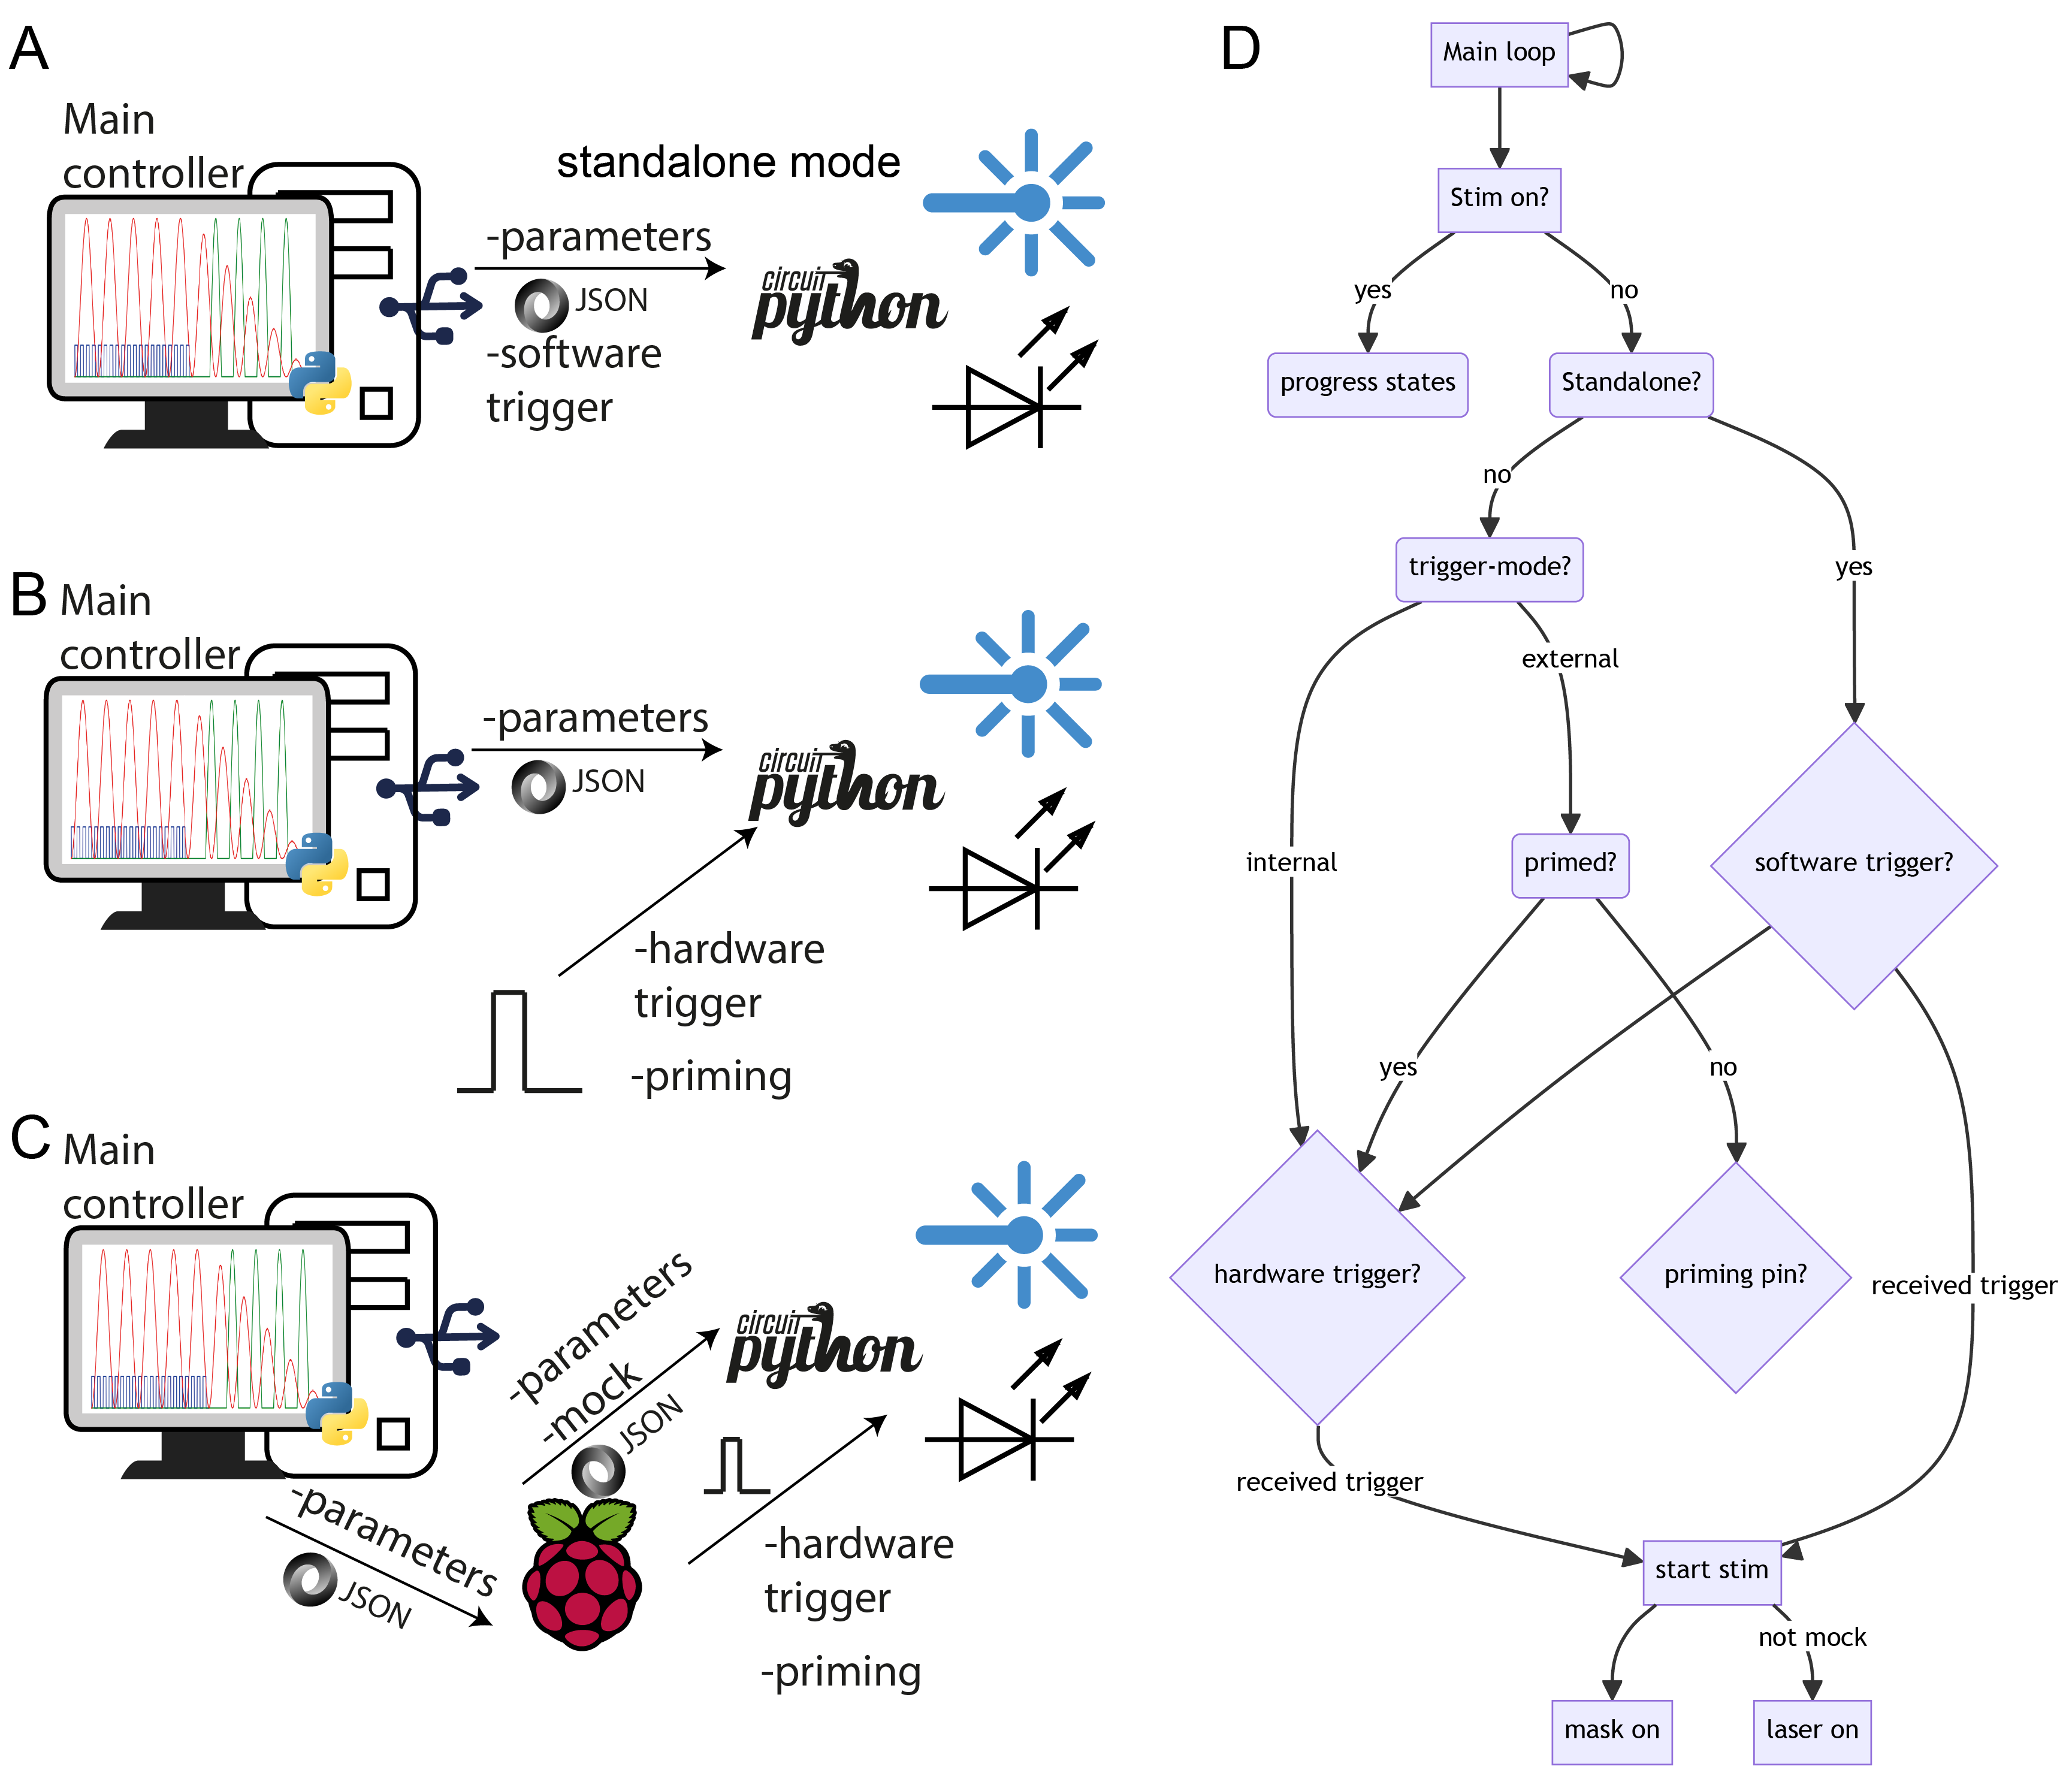 A
Main
controller
standalone mode
-parameters
JSON
-software
trigger
circuit
python
B
Main
controller
-parameters
JSON
circuit
python
-hardware
trigger
-priming
C
Main
controller
-parameters
-mock
JSON
circuit
python
-parameters
JSON
-hardware
trigger
-priming
D
Main loop
Stim on?
yes
no
progress states
Standalone?
no
trigger-mode?
yes
external
internal
primed?
software trigger?
yes
no
hardware trigger?
priming pin?
received trigger
received trigger
start stim
not mock
mask on
laser on